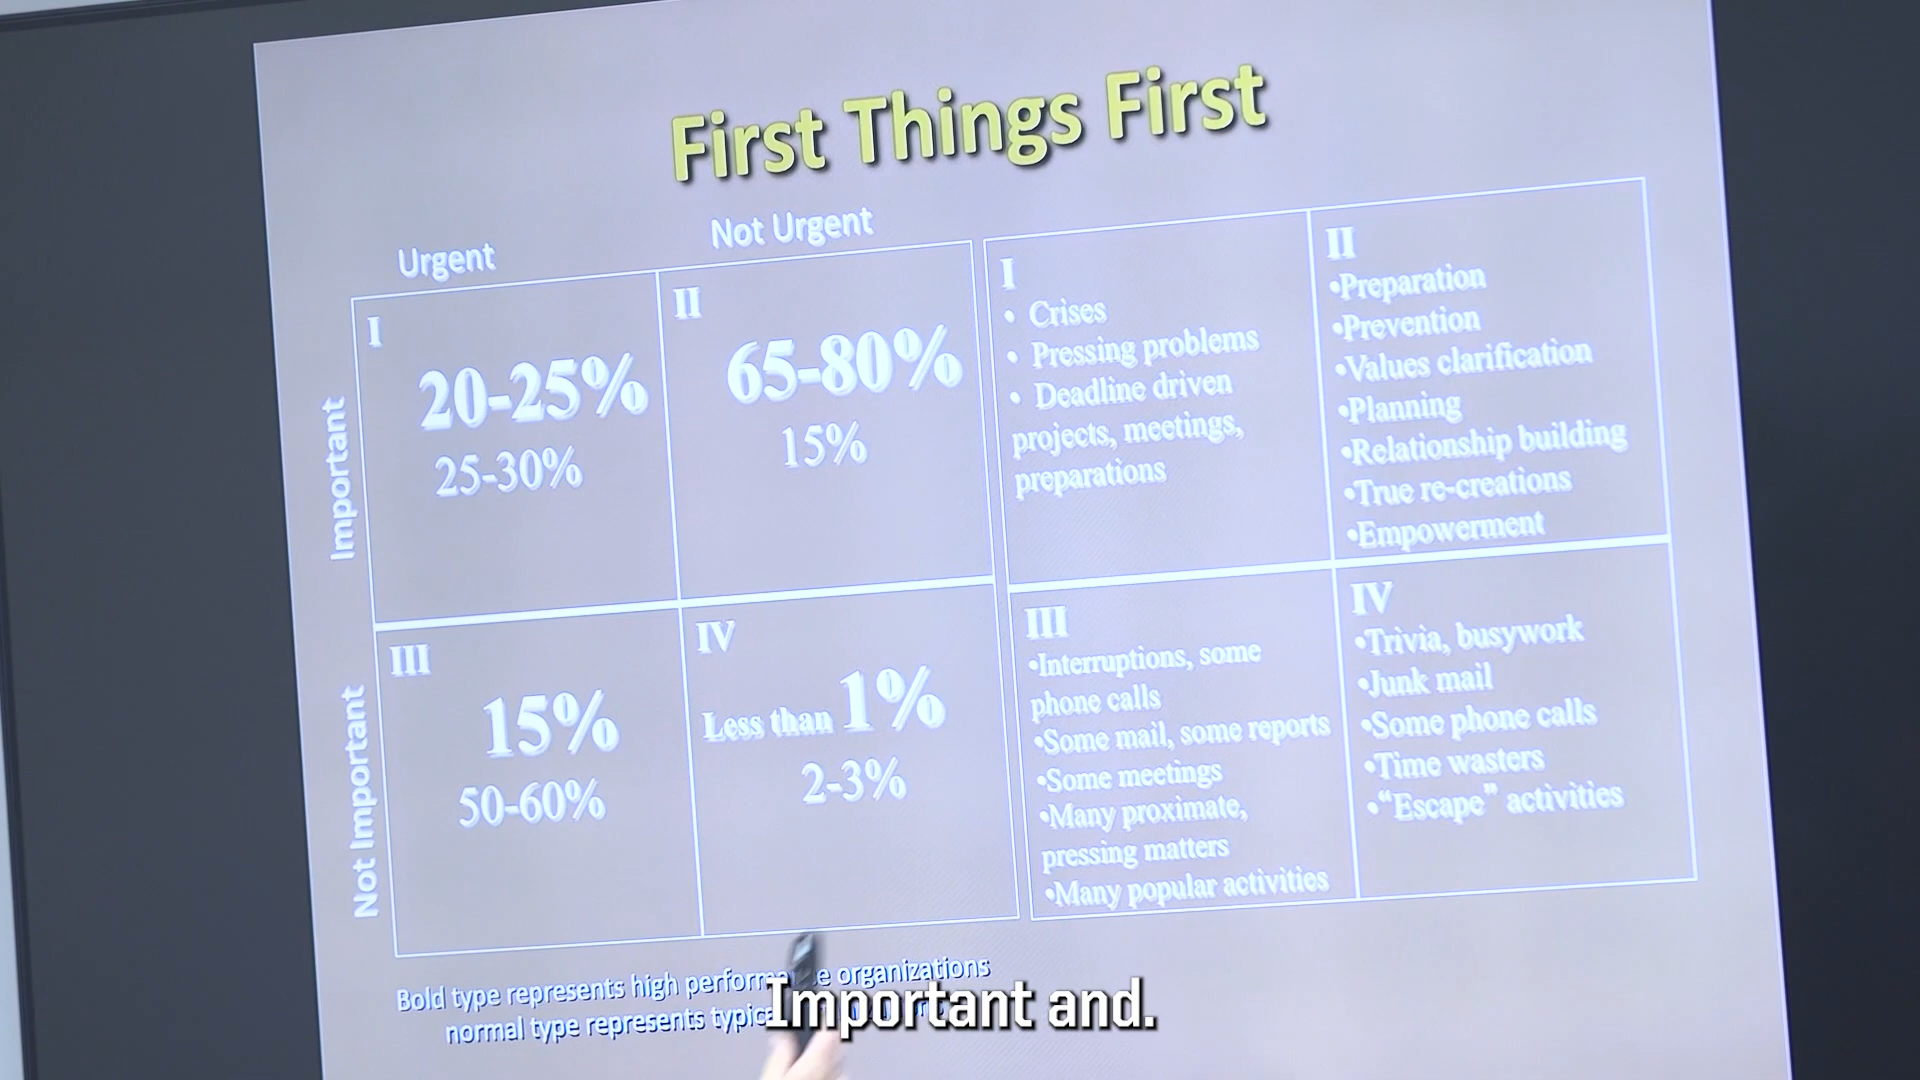 First Things First
Urgent
Not Urgent
Important
Not Important
I
20-25%
25-30%
II
65-80%
15%
III
15%
50-60%
IV
Less than 1%
2-3%
I
• Crises
• Pressing problems
• Deadline driven
projects, meetings,
preparations
II
•Preparation
•Prevention
•Values clarification
•Planning
•Relationship building
•True re-creations
•Empowerment
III
•Interruptions, some
phone calls
•Some mail, some reports
•Some meetings
•Many proximate,
pressing matters
•Many popular activities
IV
•Trivia, busywork
•Junk mail
•Some phone calls
•Time wasters
•“Escape” activities
Bold type represents high organizations
normal type represents
Important and.